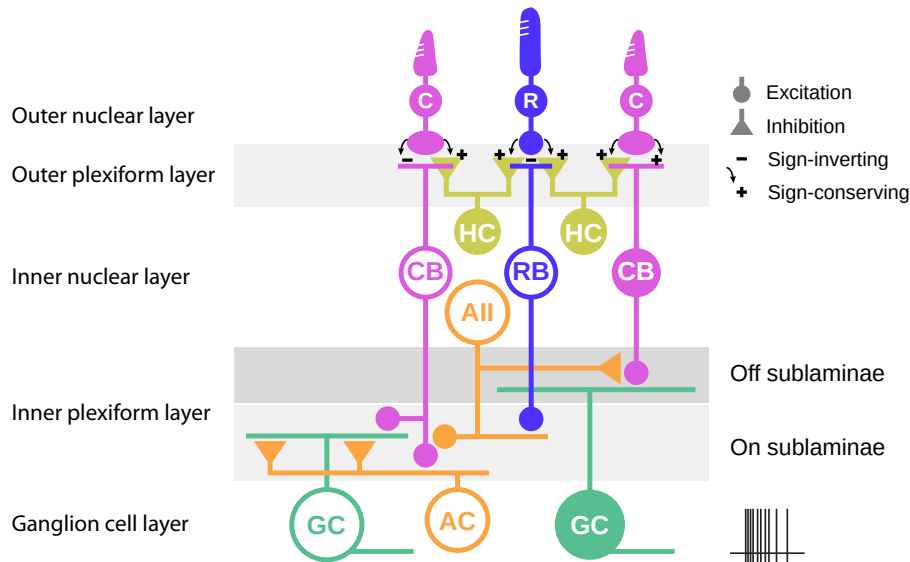 C
R
C
Outer nuclear layer
Excitation
Inhibition
- Sign-inverting
+ Sign-conserving
- + + - + + +
Outer plexiform layer
HC
HC
Inner nuclear layer
CB
RB
CB
AII
Off sublaminae
Inner plexiform layer
On sublaminae
Ganglion cell layer
GC
AC
GC